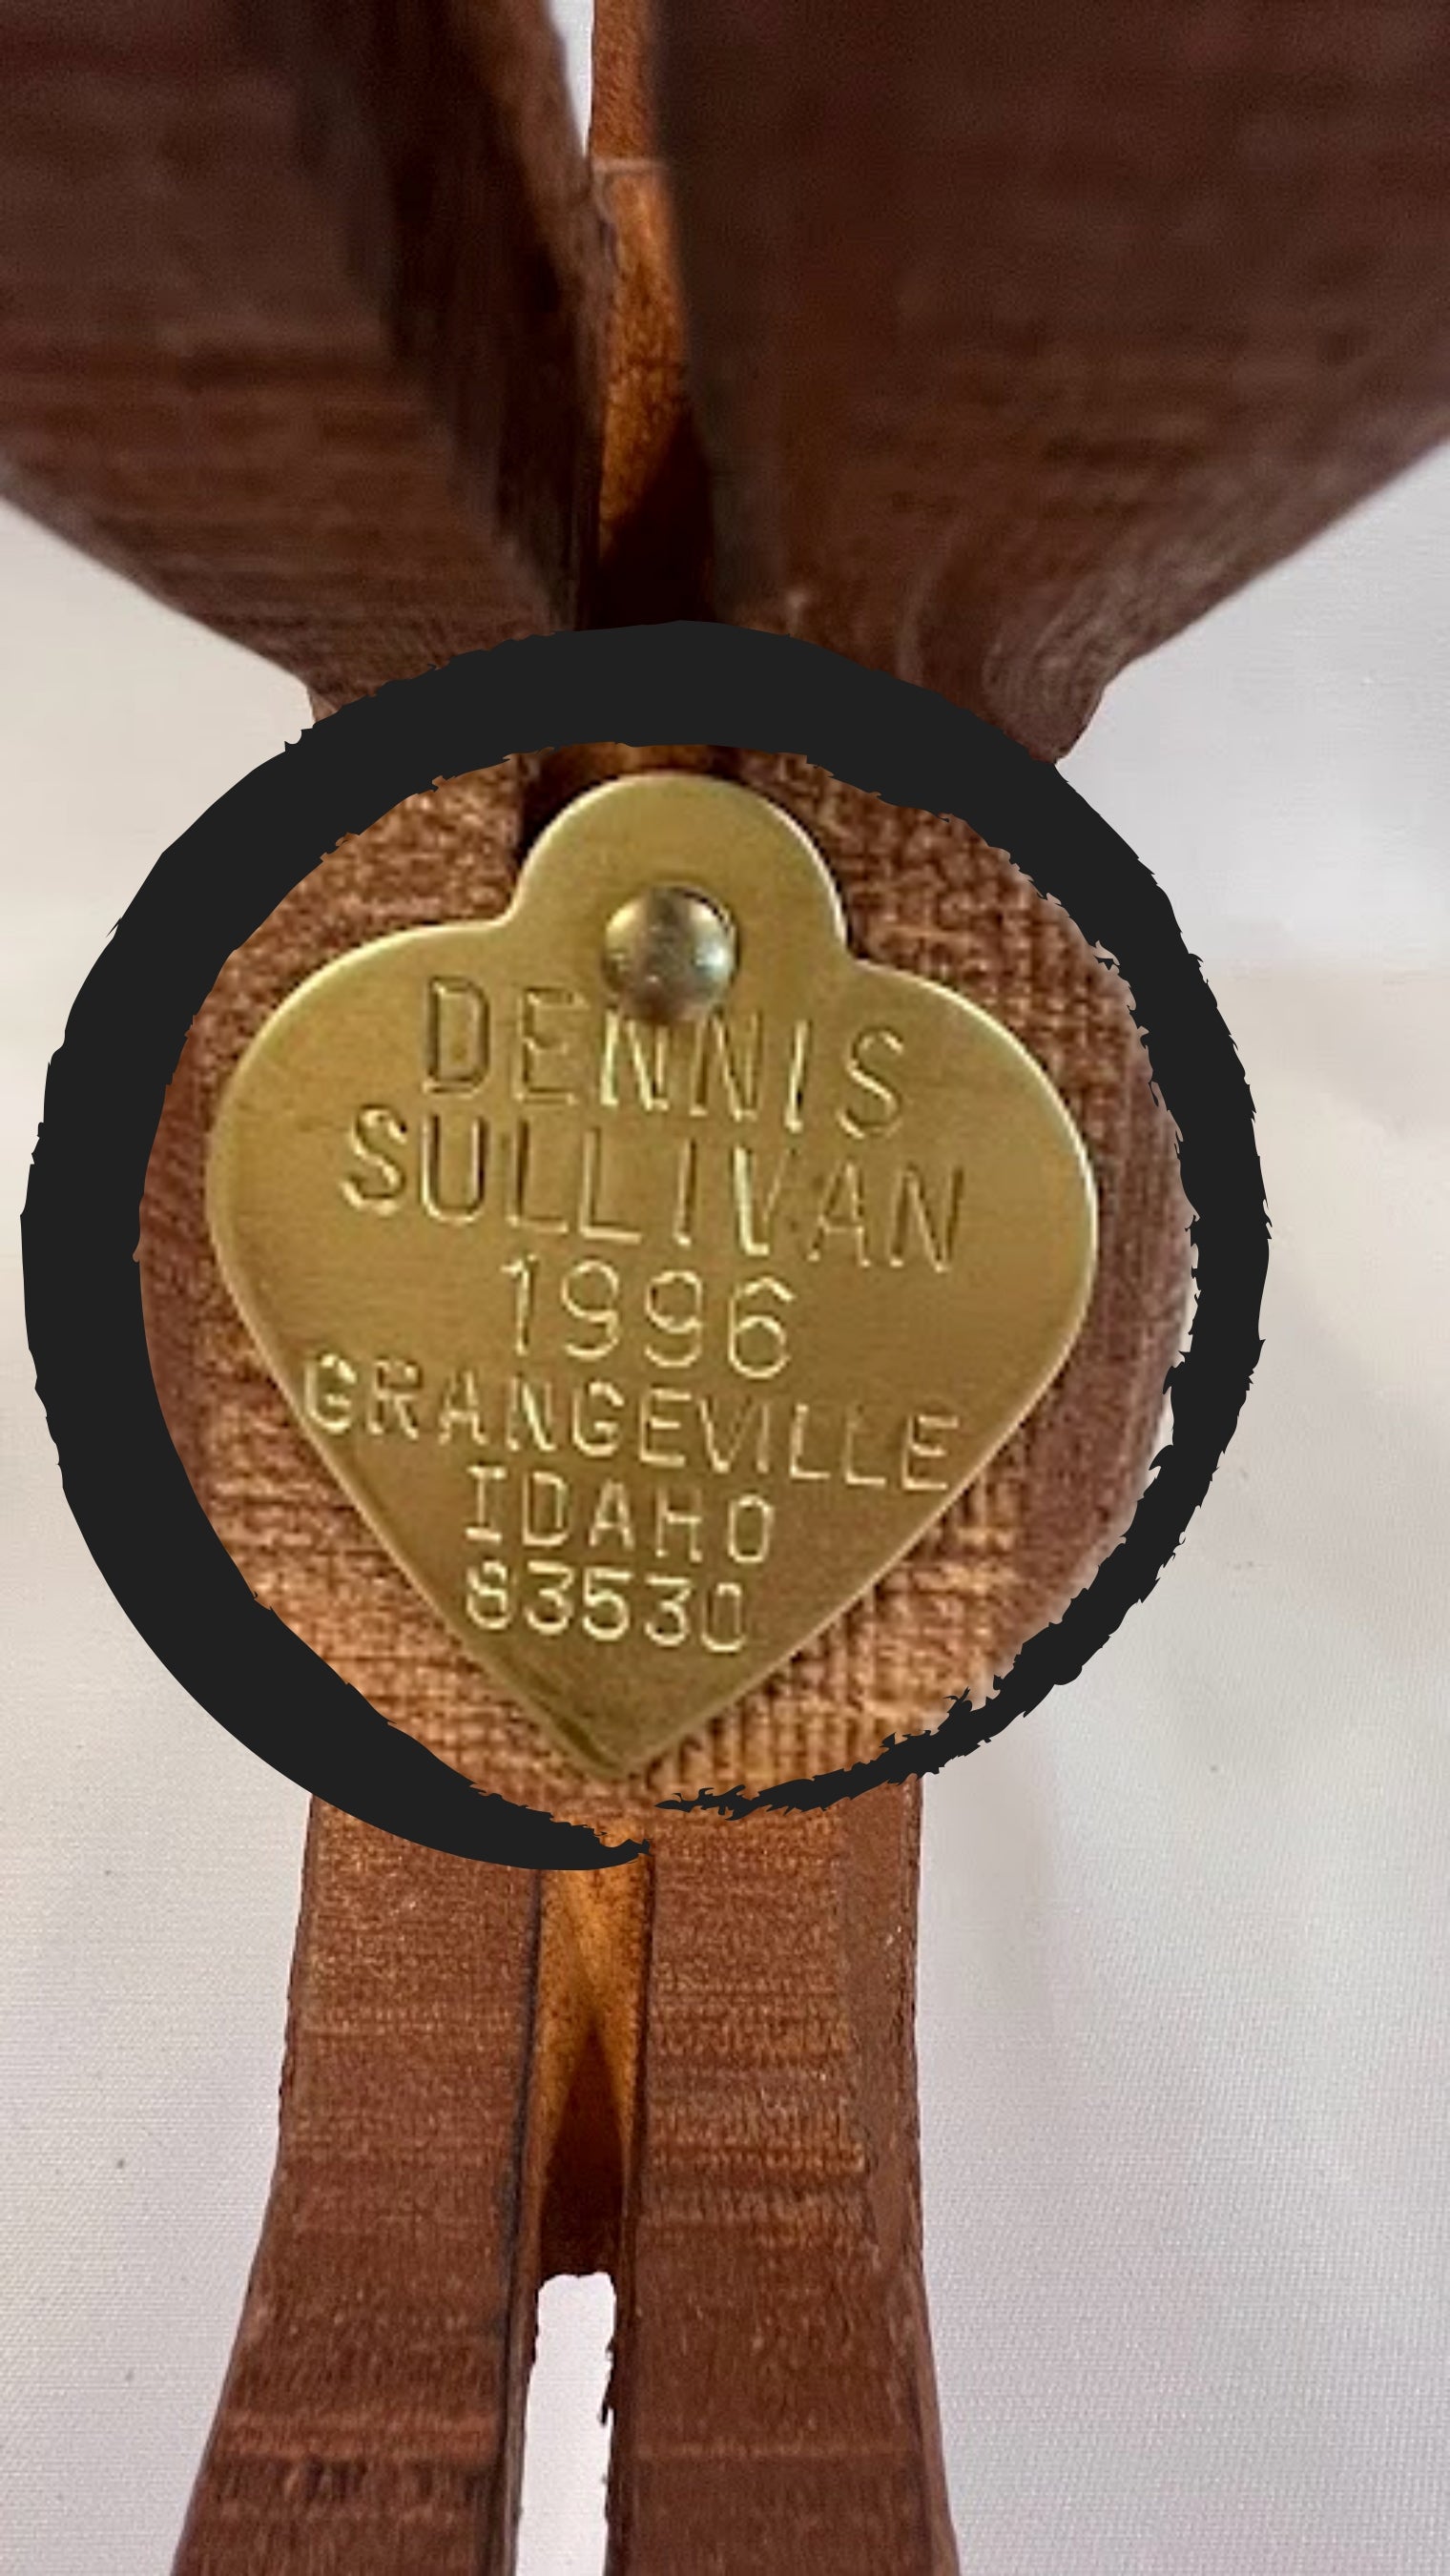 DENNIS
SULLIVAN
1996
GRANGEVILLE
IDAHO
83530